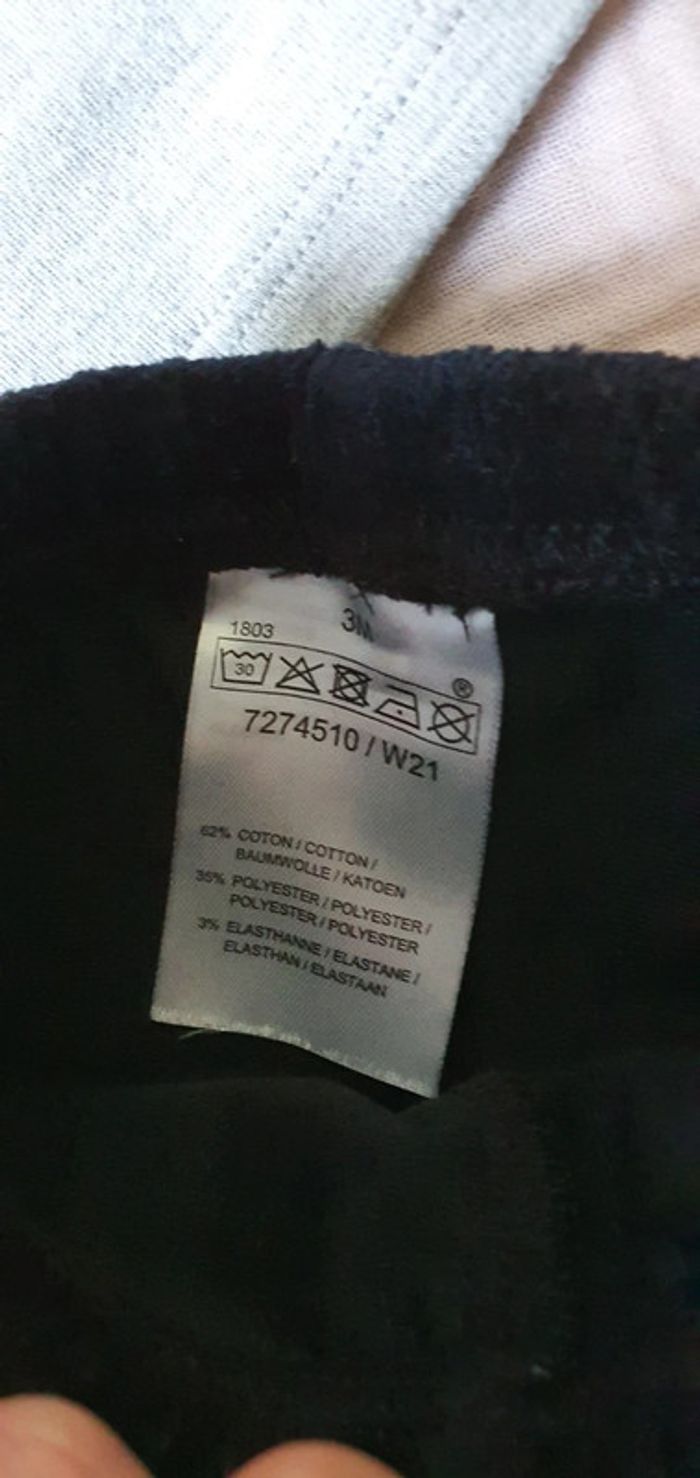 3M
1803
30
®
7274510 / W21
62% COTON / COTTON /
BAUMWOLLE / KATOEN
35% POLYESTER / POLYESTER /
POLYESTER / POLYESTER
3% ELASTHANNE / ELASTANE /
ELASTHAN / ELASTAAN